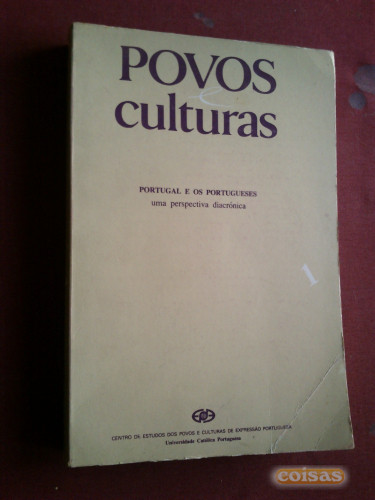 POVOS
e
culturas
PORTUGAL E OS PORTUGUESES
uma perspectiva diacrónica
1
CENTRO DE ESTUDOS DOS POVOS E CULTURAS DE EXPRESSÃO PORTUGUESA
Universidade Católica Portuguesa
coisas